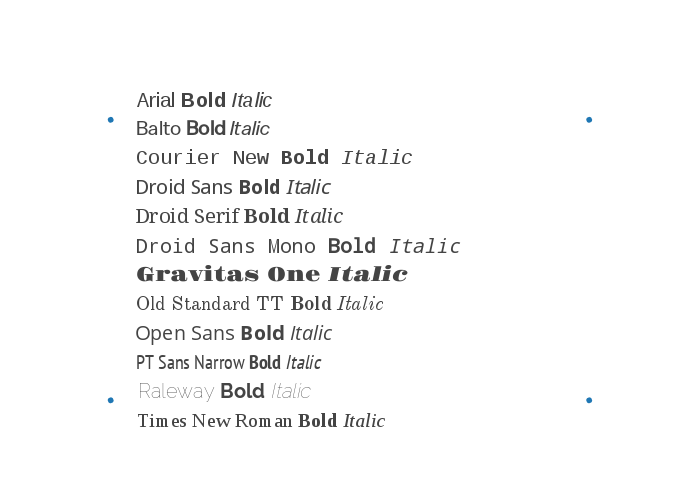 Arial Bold Italic
Balto Bold Italic
Courier New Bold Italic
Droid Sans Bold Italic
Droid Serif Bold Italic
Droid Sans Mono Bold Italic
Gravitas One Italic
Old Standard TT Bold Italic
Open Sans Bold Italic
PT Sans Narrow Bold Italic
Raleway Bold Italic
Times New Roman Bold Italic